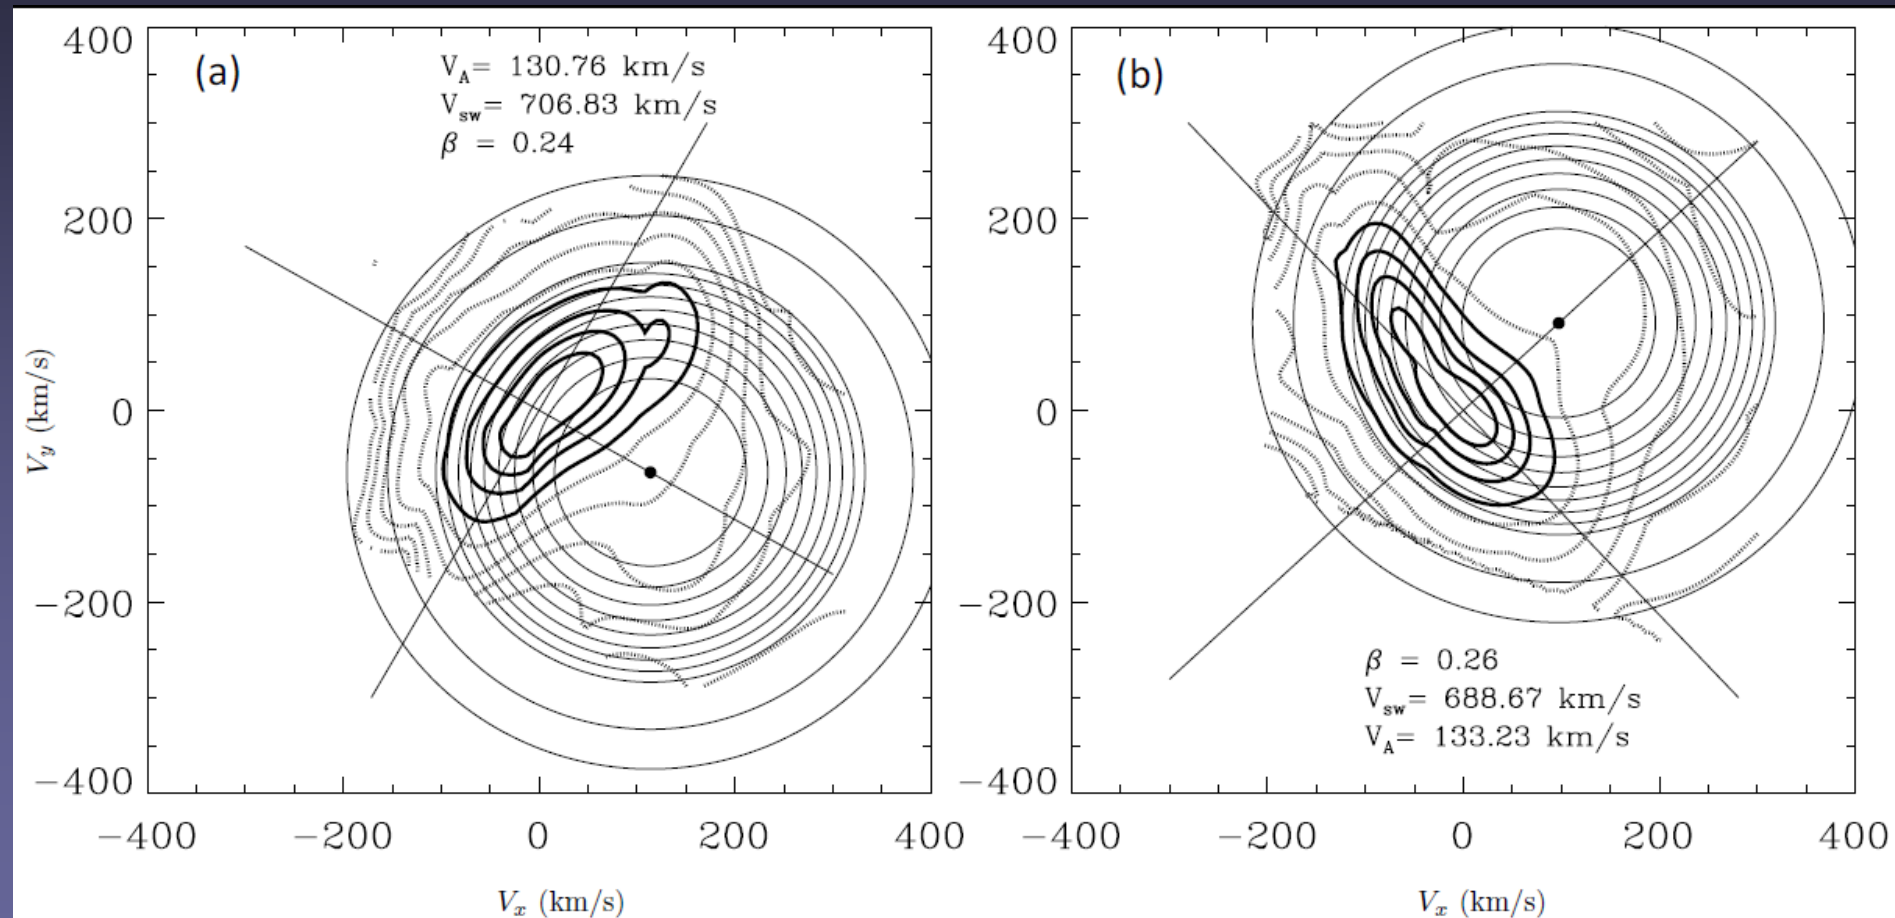 (a)
V_A= 130.76 km/s
V_sw= 706.83 km/s
β = 0.24
400
200
0
−200
−400
V_y (km/s)
−400 −200 0 200 400
V_x (km/s)
(b)
400
200
0
−200
−400
β = 0.26
V_sw= 688.67 km/s
V_A= 133.23 km/s
−400 −200 0 200 400
V_x (km/s)